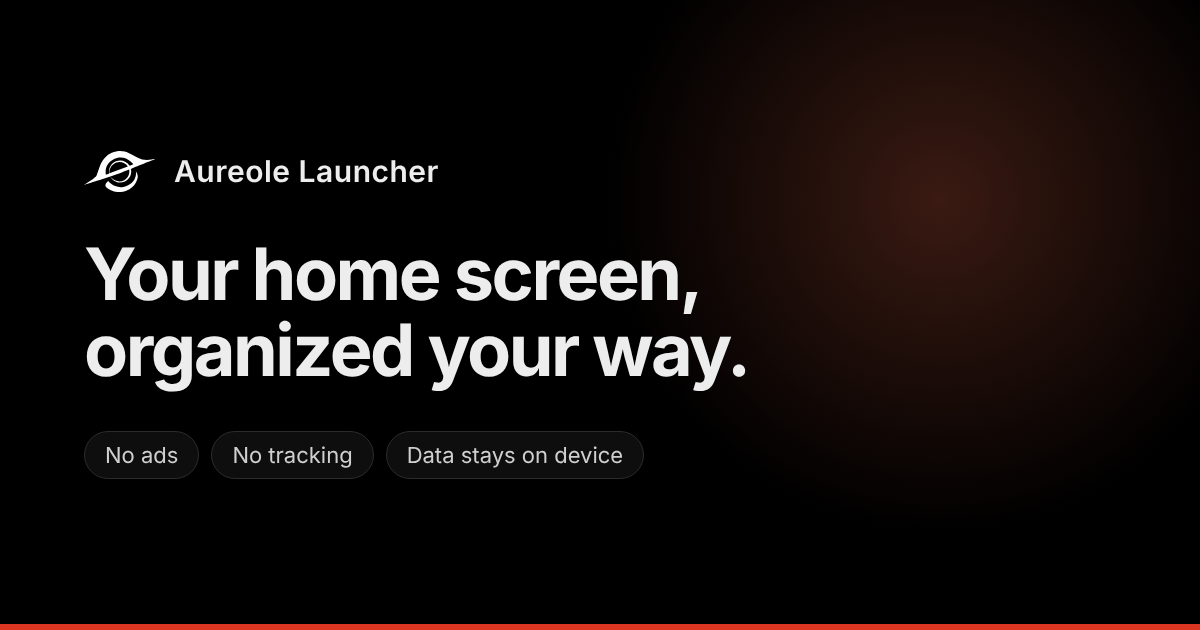 Aureole Launcher
Your home screen,
organized your way.
No ads
No tracking
Data stays on device